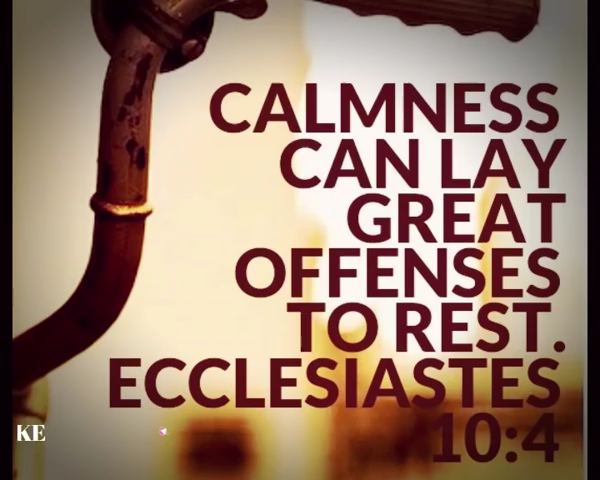 CALMNESS
CAN LAY
GREAT
OFFENSES
TO REST.
ECCLESIASTES
10:4
KE